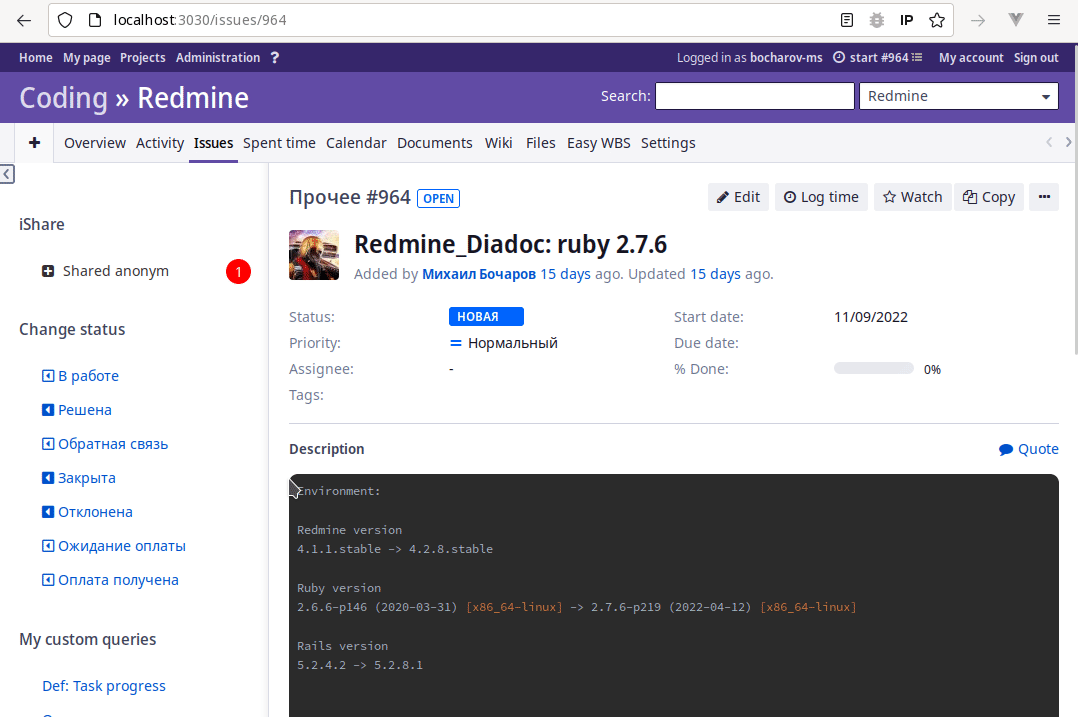 localhost:3030/issues/964
IP
Home My page Projects Administration ?
Logged in as bocharov-ms start #964 My account Sign out
Coding » Redmine
Search: Redmine
+ Overview Activity Issues Spent time Calendar Documents Wiki Files Easy WBS Settings
iShare
Shared anonym 1
Change status
В работе
Решена
Обратная связь
Закрыта
Отклонена
Ожидание оплаты
Оплата получена
My custom queries
Def: Task progress
Прочее #964 OPEN
Edit Log time Watch Copy ...
Redmine_Diadoc: ruby 2.7.6
Added by Михаил Бочаров 15 days ago. Updated 15 days ago.
Status: НОВАЯ Start date: 11/09/2022
Priority: Нормальный Due date:
Assignee: - % Done: 0%
Tags:
Description Quote
Environment:
Redmine version
4.1.1.stable -> 4.2.8.stable
Ruby version
2.6.6-p146 (2020-03-31) [x86_64-linux] -> 2.7.6-p219 (2022-04-12) [x86_64-linux]
Rails version
5.2.4.2 -> 5.2.8.1